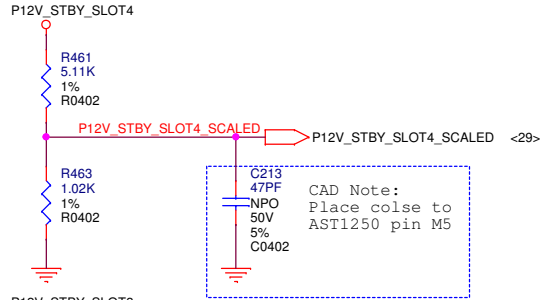 P12V_STBY_SLOT4
R461
5.11K
1%
R0402
P12V_STBY_SLOT4_SCALED
P12V_STBY_SLOT4_SCALED <29>
R463
1.02K
1%
R0402
C213
47PF
NPO
50V
5%
C0402
CAD Note:
Place colse to
AST1250 pin M5